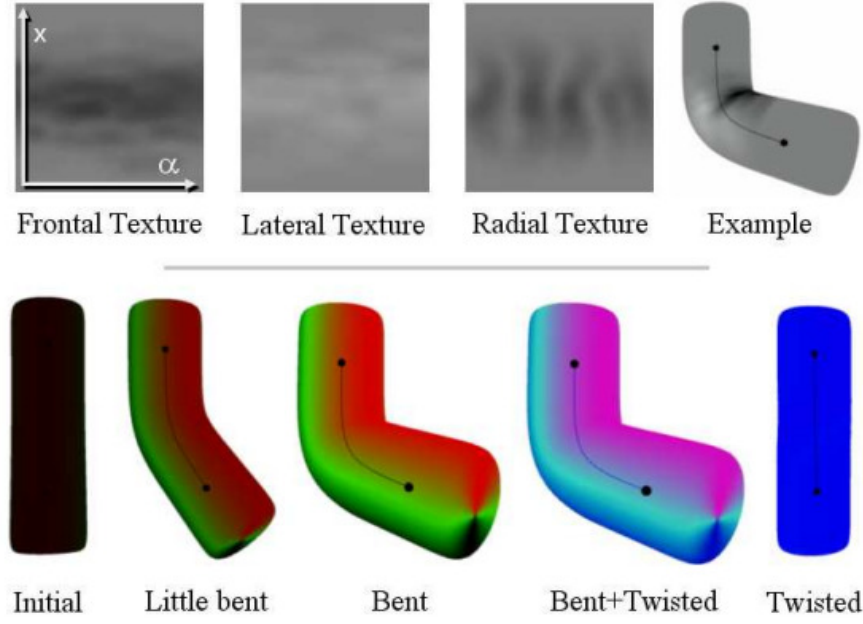 x
α
Frontal Texture
Lateral Texture
Radial Texture
Example
Initial
Little bent
Bent
Bent+Twisted
Twisted